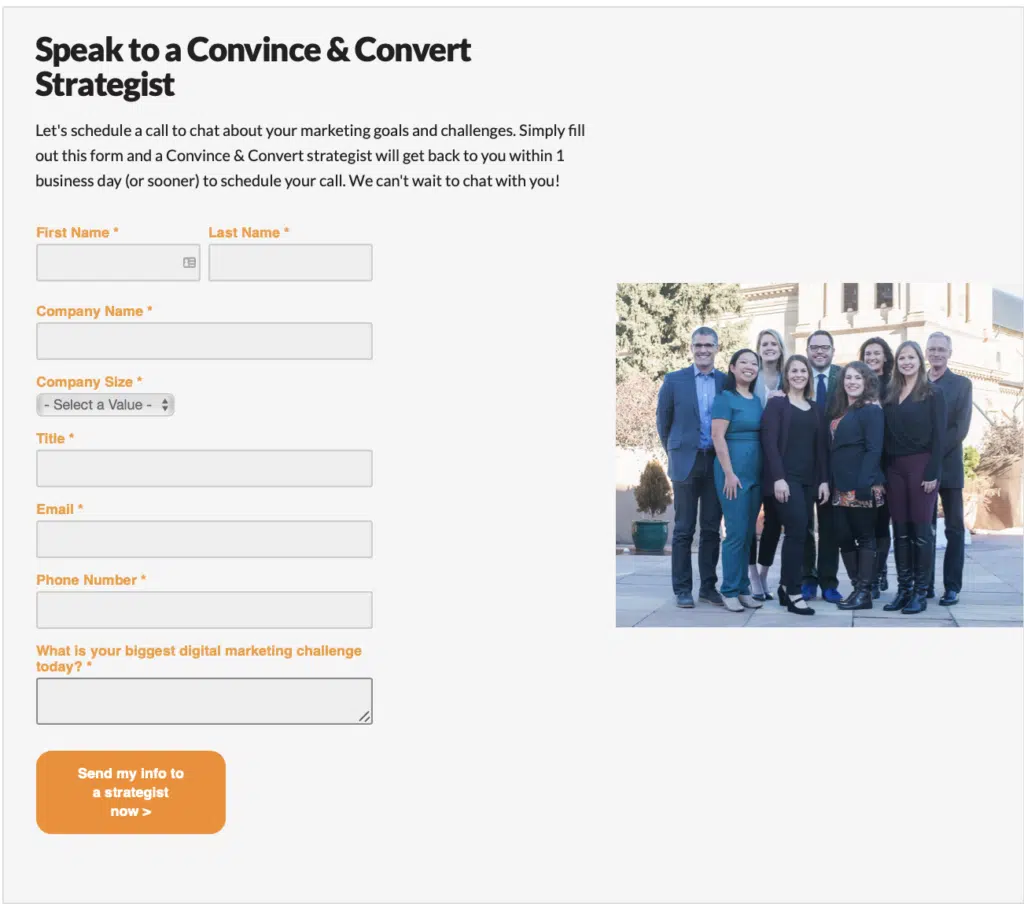 Speak to a Convince & Convert
Strategist
Let's schedule a call to chat about your marketing goals and challenges. Simply fill
out this form and a Convince & Convert strategist will get back to you within 1
business day (or sooner) to schedule your call. We can't wait to chat with you!
First Name * Last Name *
Company Name *
Company Size *
- Select a Value -
Title *
Email *
Phone Number *
What is your biggest digital marketing challenge
today? *
Send my info to
a strategist
now >